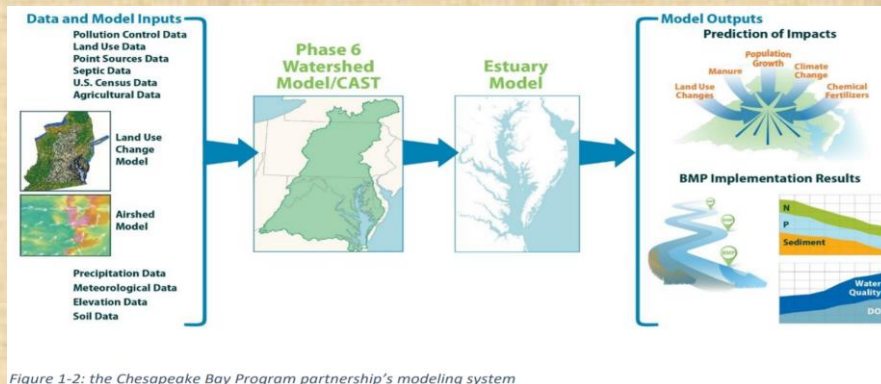 Data and Model Inputs
Pollution Control Data
Land Use Data
Point Sources Data
Septic Data
U.S. Census Data
Agricultural Data
Land Use
Change
Model
Airshed
Model
Precipitation Data
Meteorological Data
Elevation Data
Soil Data
Phase 6
Watershed
Model/CAST
Estuary
Model
Model Outputs
Prediction of Impacts
Population
Growth
Manure
Climate
Change
Land Use
Changes
Chemical
Fertilizers
BMP Implementation Results
N
P
Sediment
Water
Quality
DO
Figure 1-2: the Chesapeake Bay Program partnership's modeling system